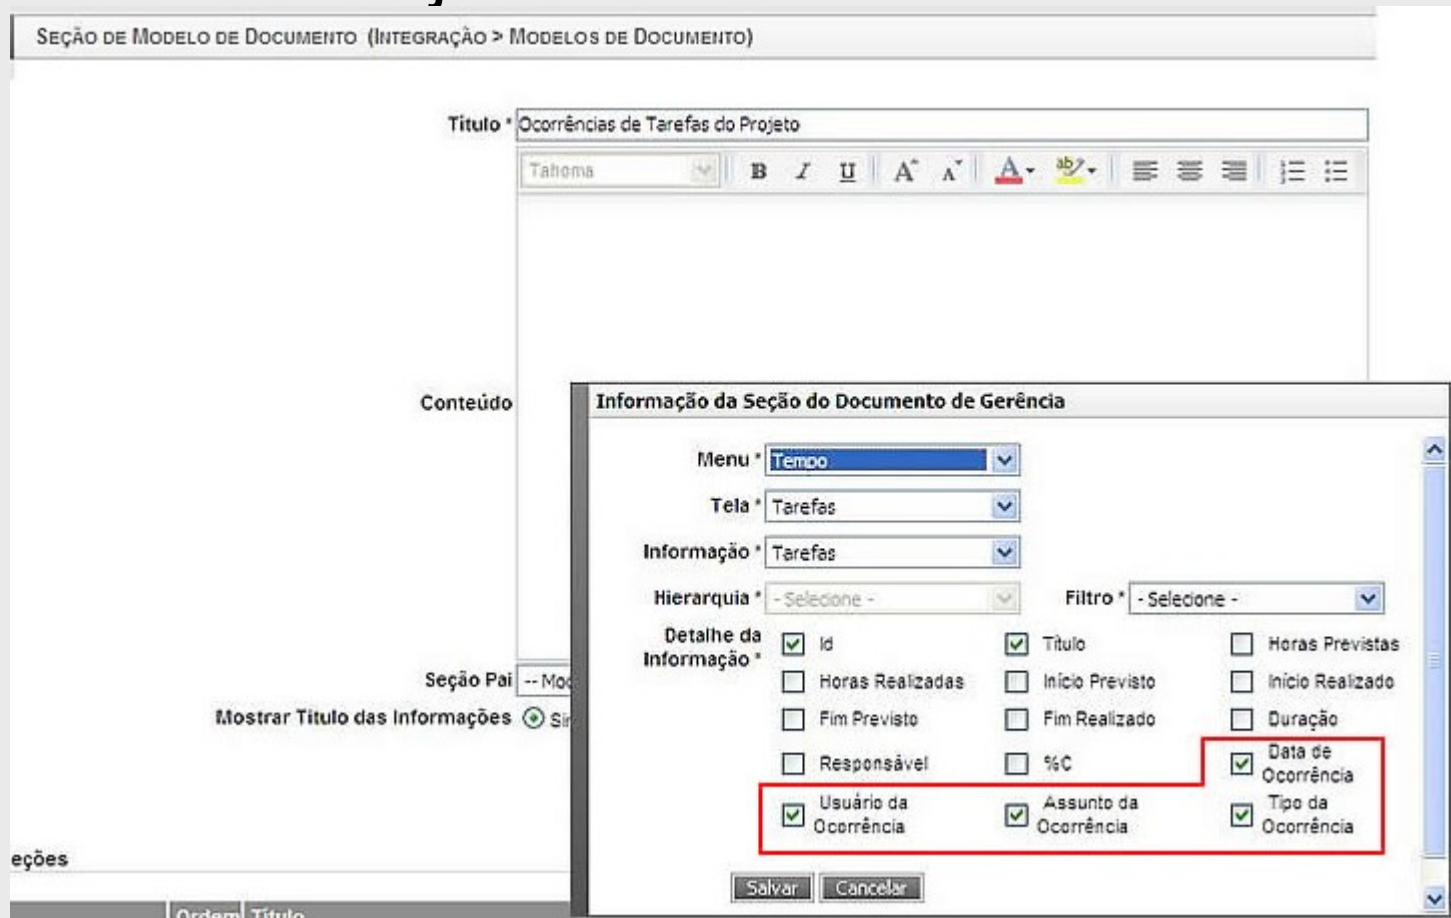 SEÇÃO DE MODELO DE DOCUMENTO (INTEGRAÇÃO > MODELOS DE DOCUMENTO)
Título * Ocorrências de Tarefas do Projeto
Tahoma B I U A A A ab
Conteúdo
Informação da Seção do Documento de Gerência
Menu * Tempo
Tela * Tarefas
Informação * Tarefas
Hierarquia * - Selecione - Filtro * - Selecione -
Detalhe da
Informação *
Id Título Horas Previstas
Horas Realizadas Início Previsto Início Realizado
Fim Previsto Fim Realizado Duração
Responsável %C Data de
Ocorrência
Usuário da
Ocorrência
Assunto da
Ocorrência
Tipo da
Ocorrência
Seção Pai -- Mod
Mostrar Título das Informações Sim
eções
Salvar Cancelar
Ordem Título